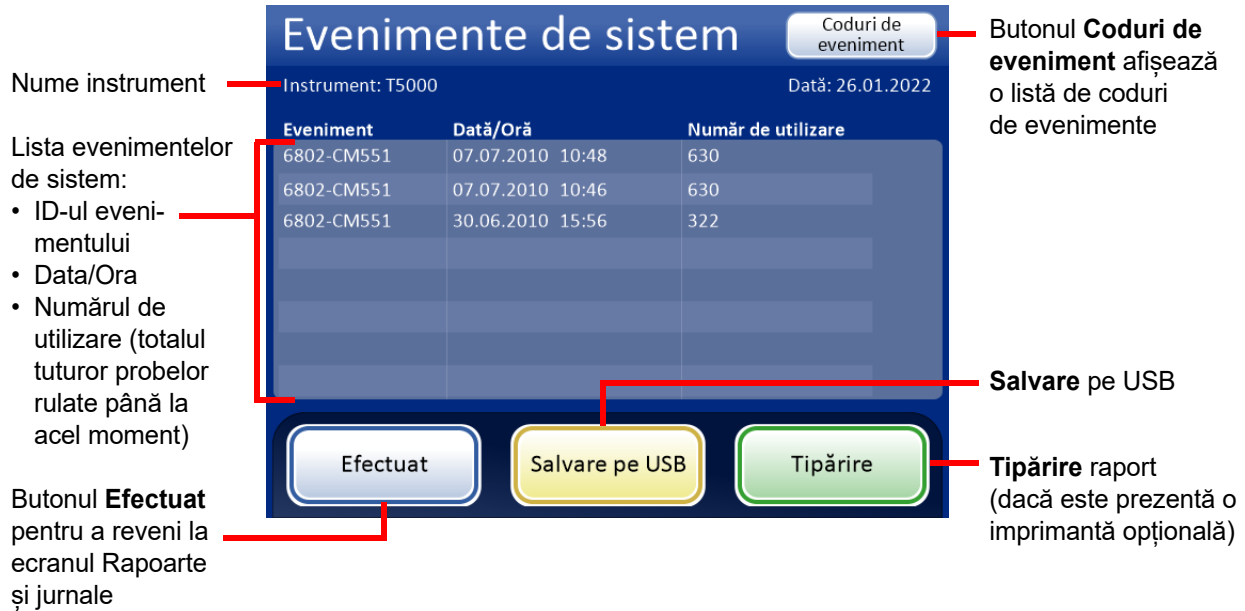 Nume instrument
Lista evenimentelor
de sistem:
• ID-ul eveni-
mentului
• Data/Ora
• Numărul de
utilizare (totalul
tuturor probelor
rulate până la
acel moment)
Butonul Efectuat
pentru a reveni la
ecranul Rapoarte
și jurnale
Evenimente de sistem
Coduri de
eveniment
Instrument: T5000
Dată: 26.01.2022
Eveniment Dată/Oră Număr de utilizare
6802-CM551 07.07.2010 10:48 630
6802-CM551 07.07.2010 10:46 630
6802-CM551 30.06.2010 15:56 322
Efectuat
Salvare pe USB
Tipărire
Butonul Coduri de
eveniment afișează
o listă de coduri
de evenimente
Salvare pe USB
Tipărire raport
(dacă este prezentă o
imprimantă opțională)